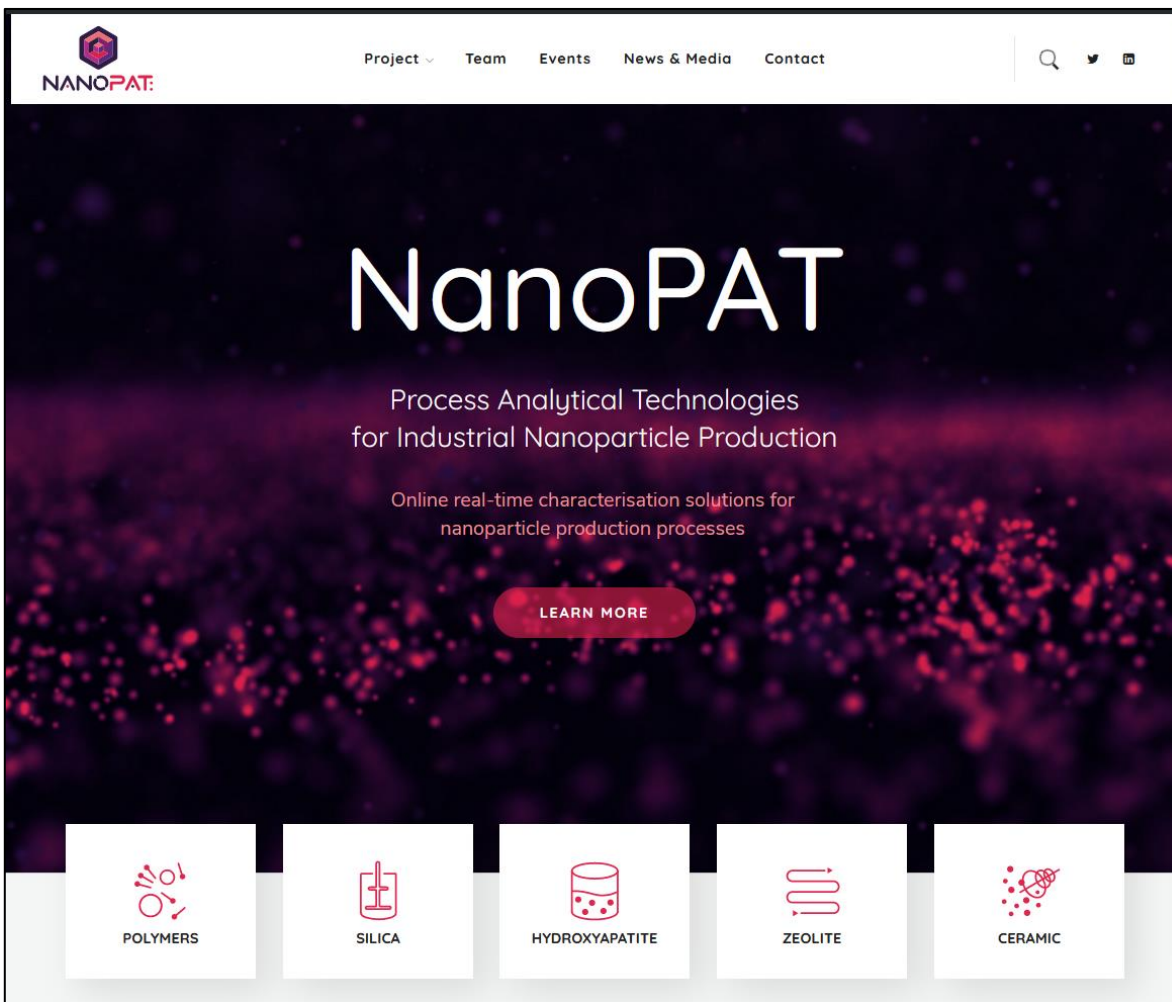 NANOPAT:
Project
Team
Events
News & Media
Contact
NanoPAT
Process Analytical Technologies
for Industrial Nanoparticle Production
Online real-time characterisation solutions for
nanoparticle production processes
LEARN MORE
POLYMERS
SILICA
HYDROXYAPATITE
ZEOLITE
CERAMIC